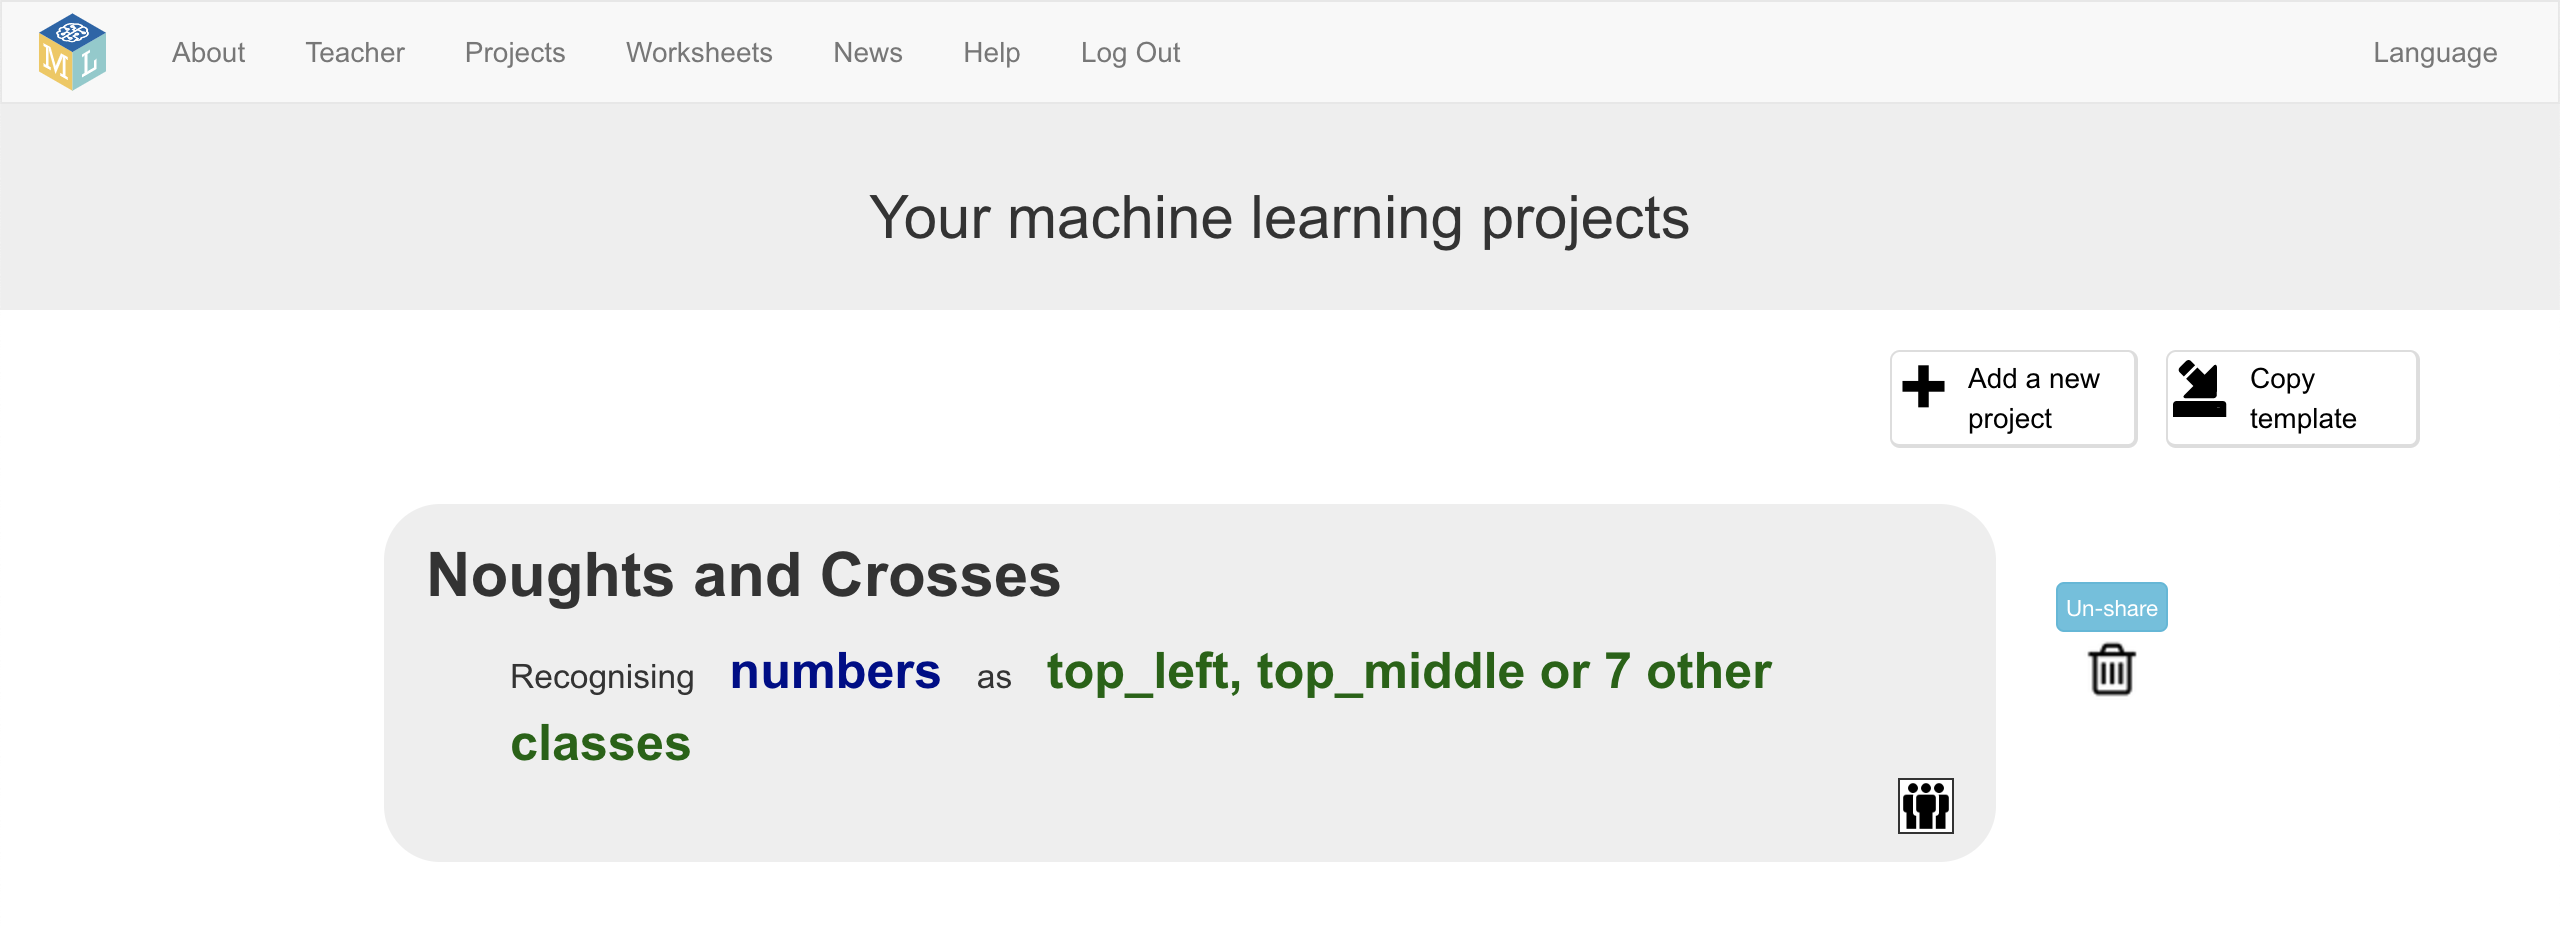 ML
About Teacher Projects Worksheets News Help Log Out Language
Your machine learning projects
Add a new
project
Copy
template
Noughts and Crosses
Un-share
Recognising numbers as top_left, top_middle or 7 other
classes